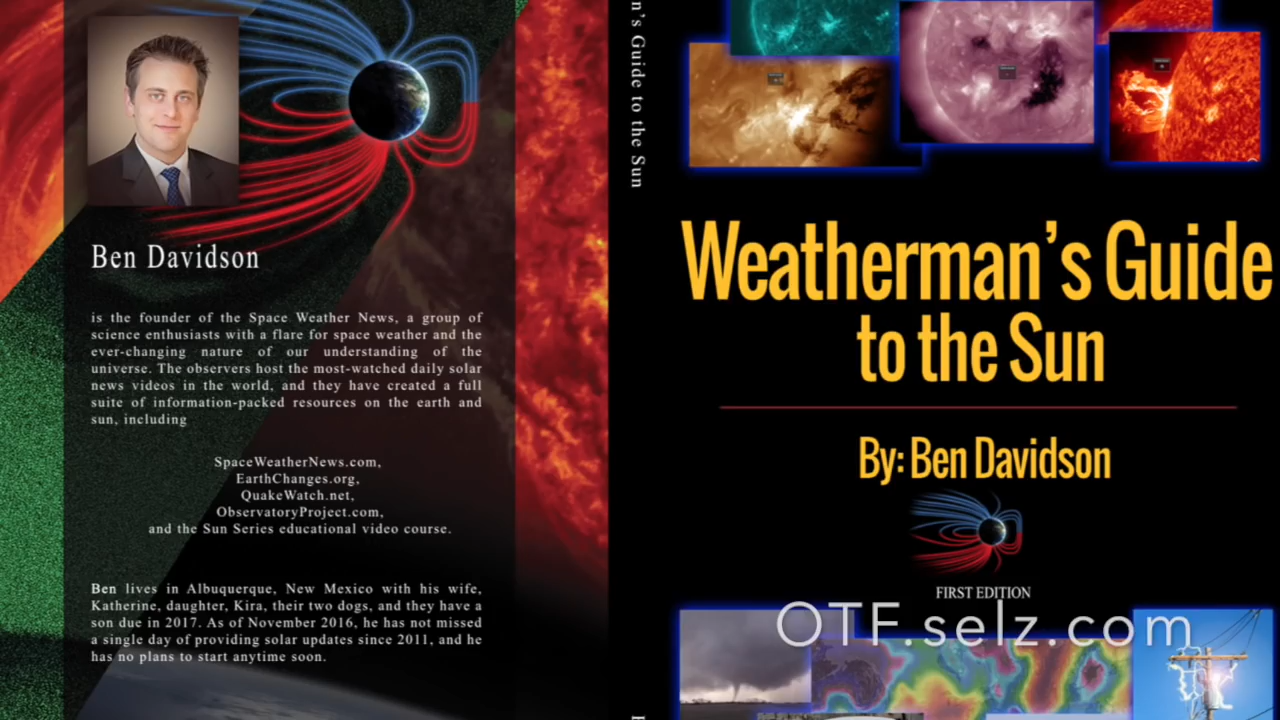 Ben Davidson
is the founder of the Space Weather News, a group of
science enthusiasts with a flare for space weather and the
ever-changing nature of our understanding of the
universe. The observers host the most-watched daily solar
news videos in the world, and they have created a full
suite of information-packed resources on the earth and
sun, including
SpaceWeatherNews.com,
EarthChanges.org,
QuakeWatch.net,
ObservatoryProject.com,
and the Sun Series educational video course.
Ben lives in Albuquerque, New Mexico with his wife,
Katherine, daughter, Kira, their two dogs, and they have a
son due in 2017. As of November 2016, he has not missed
a single day of providing solar updates since 2011, and he
has no plans to start anytime soon.
n's Guide to the Sun
Weatherman's Guide
to the Sun
By: Ben Davidson
FIRST EDITION
OTF.selz.com